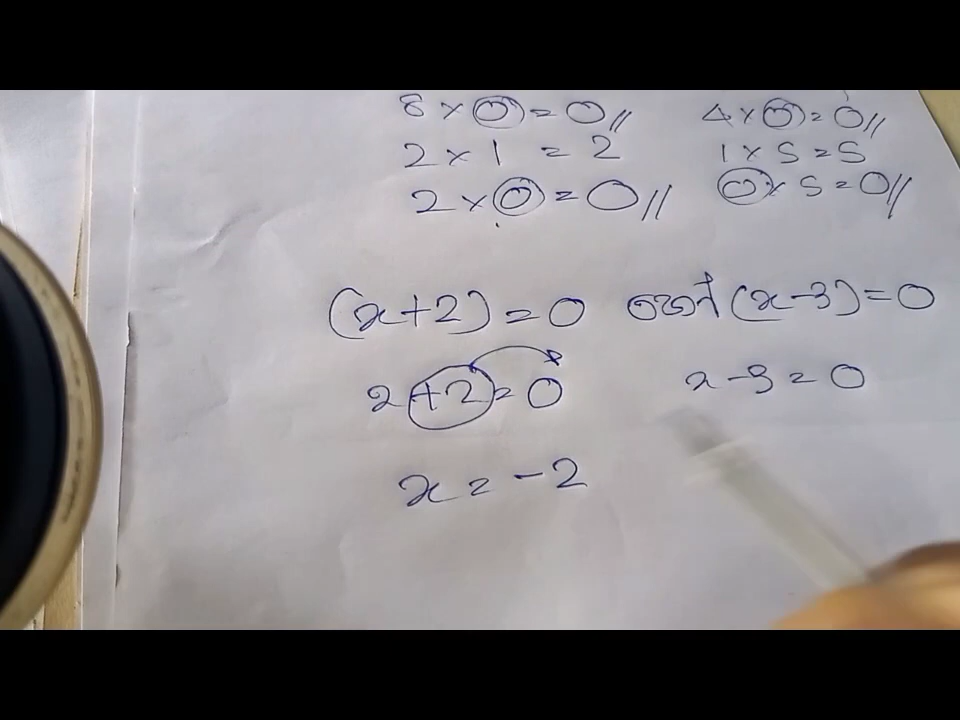 8 × 0 = 0 // 4 × 0 = 0 //
2 × 1 = 2 1 × 5 = 5
2 × 0 = 0 // 0 × 5 = 0 //
(x+2) = 0 හෝ (x-3) = 0
x+2 = 0 x-3 = 0
x = -2